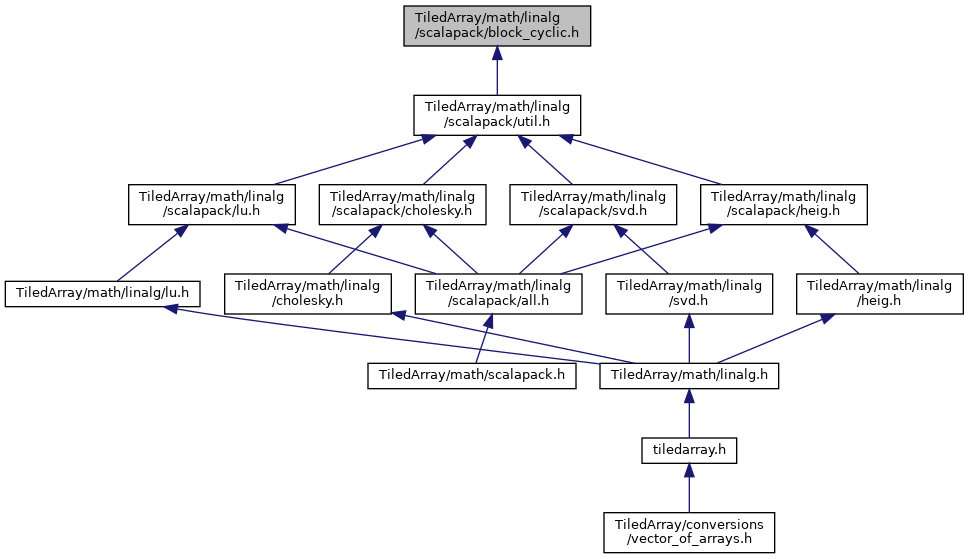 TiledArray/math/linalg
/scalapack/block_cyclic.h
TiledArray/math/linalg
/scalapack/util.h
TiledArray/math/linalg
/scalapack/lu.h
TiledArray/math/linalg
/scalapack/cholesky.h
TiledArray/math/linalg
/scalapack/svd.h
TiledArray/math/linalg
/scalapack/heig.h
TiledArray/math/linalg/lu.h
TiledArray/math/linalg
/cholesky.h
TiledArray/math/linalg
/scalapack/all.h
TiledArray/math/linalg
/svd.h
TiledArray/math/linalg
/heig.h
TiledArray/math/scalapack.h
TiledArray/math/linalg.h
tiledarray.h
TiledArray/conversions
/vector_of_arrays.h